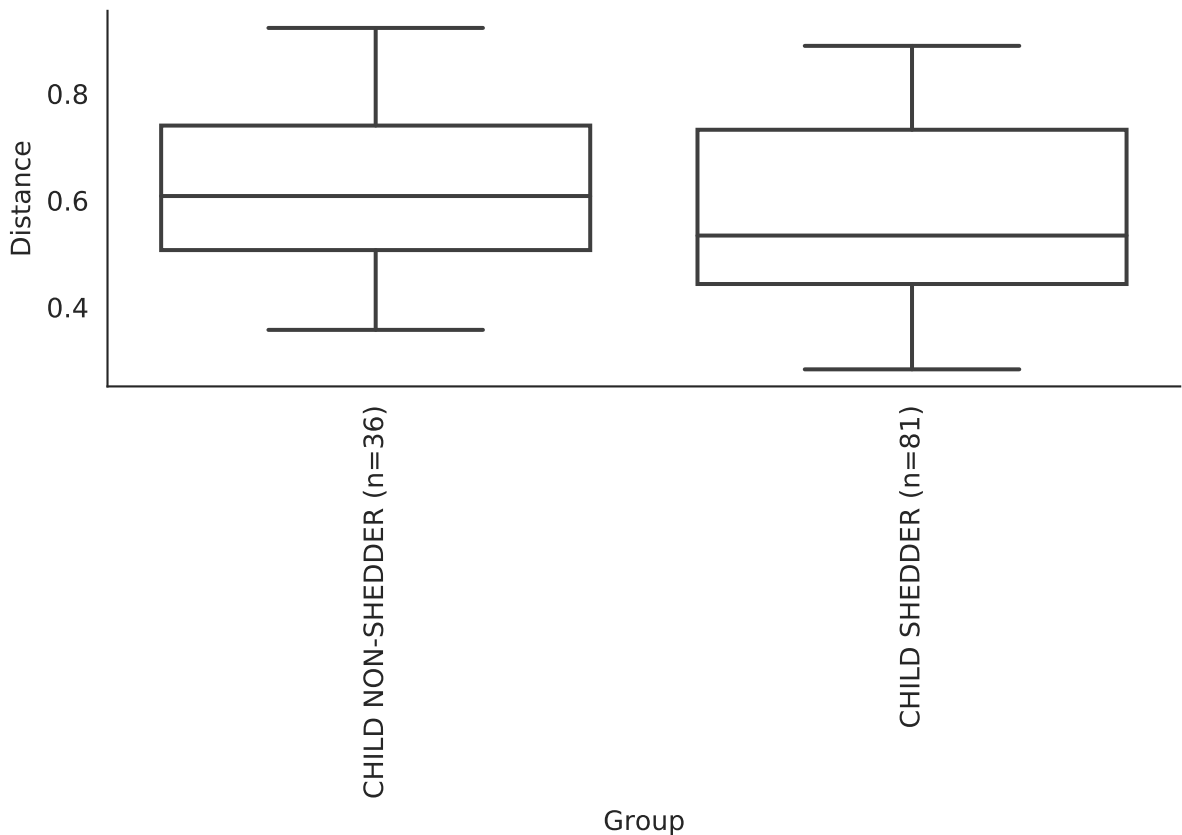 0.8
0.6
0.4
Distance
CHILD NON-SHEDDER (n=36)
CHILD SHEDDER (n=81)
Group